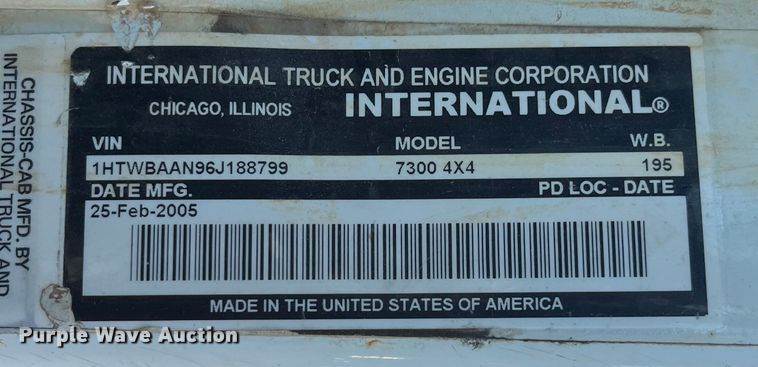 INTERNATIONAL TRUCK AND ENGINE CORPORATION
CHICAGO, ILLINOIS INTERNATIONAL®
VIN MODEL W.B.
1HTWBAAN96J188799 7300 4X4 195
DATE MFG. PD LOC - DATE
25-Feb-2005
MADE IN THE UNITED STATES OF AMERICA
CHASSIS-CAB MFD. BY
INTERNATIONAL TRUCK AND
Purple Wave Auction